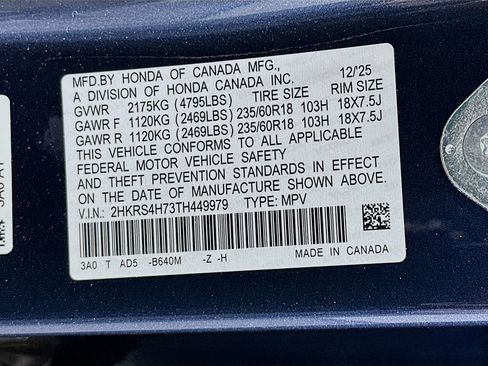 MFD.BY HONDA OF CANADA MFG.,
A DIVISION OF HONDA CANADA INC. 12/'25
GVWR 2175KG (4795LBS) TIRE SIZE RIM SIZE
GAWR F 1120KG (2469LBS) 235/60R18 103H 18X7.5J
GAWR R 1120KG (2469LBS) 235/60R18 103H 18X7.5J
THIS VEHICLE CONFORMS TO ALL APPLICABLE
FEDERAL MOTOR VEHICLE SAFETY
AND THEFT PREVENTION STANDARDS IN EFFECT
ON THE DATE OF MANUFACTURE SHOWN ABOVE.
V.I.N.: 2HKRS4H73TH449979 TYPE: MPV
3A0 T AD5 -B640M -Z -H MADE IN CANADA